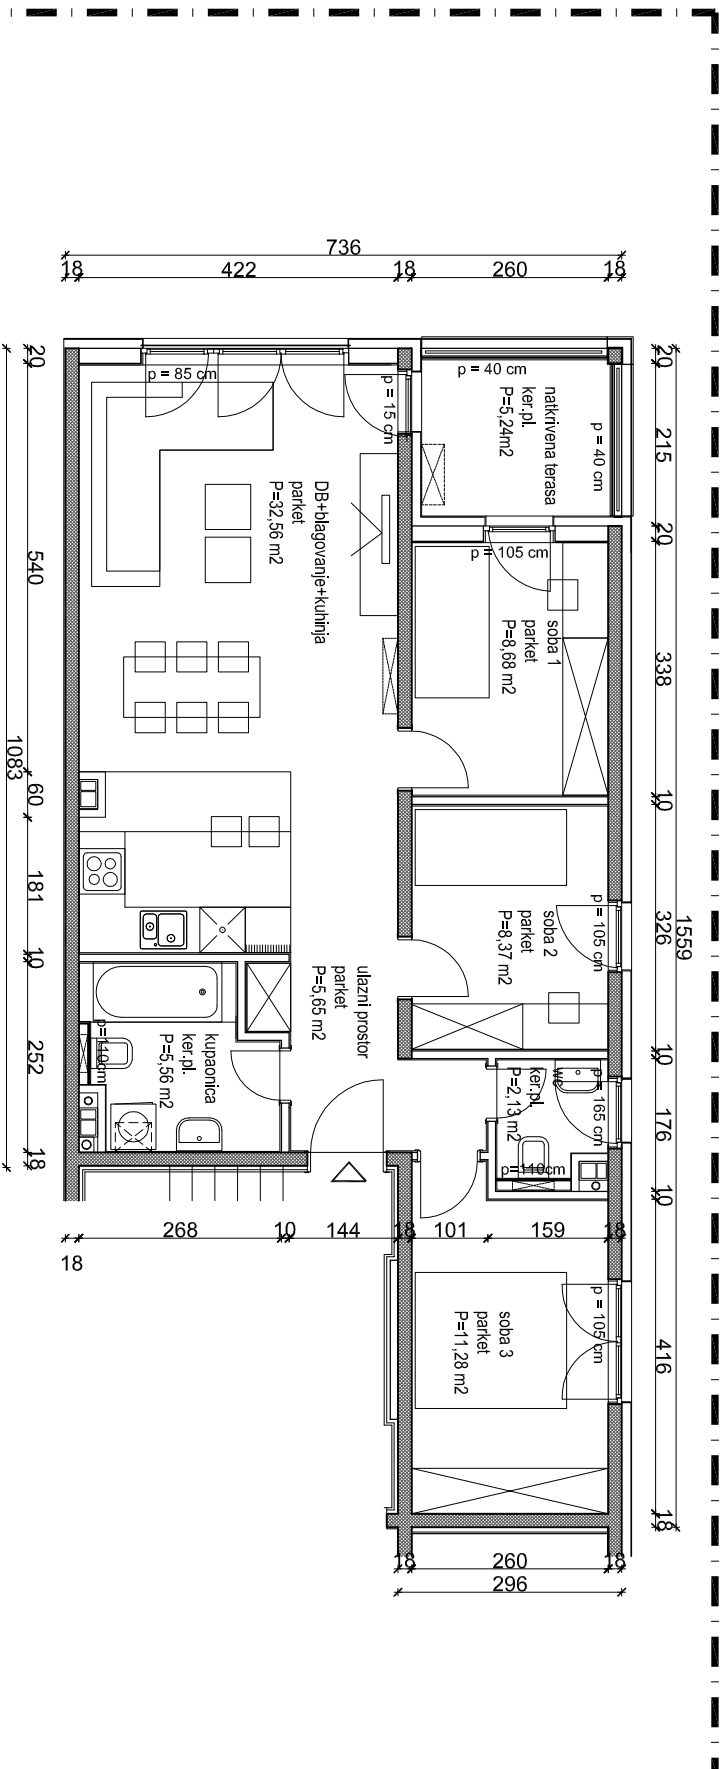 736
18
422
18
260
18
20
540
60
181
10
252
18
1083
20
215
20
338
10
326
10
176
10
416
18
1559
p = 85 cm
p = 15 cm
p = 40 cm
p = 40 cm
natkrivena terasa
ker.pl.
P=5,24m2
DB+blagovanje+kuhinja
parket
P=32,56 m2
p = 105 cm
soba 1
parket
P=8,68 m2
soba 2
parket
P=8,37 m2
p = 105 cm
ulazni prostor
parket
P=5,65 m2
kupaonica
ker.pl.
P=5,56 m2
p=110cm
wc
ker.pl.
P=2,13 m2
p = 165 cm
p=110cm
268
10
144
18
101
159
18
18
soba 3
parket
P=11,28 m2
p = 105 cm
18
260
18
296